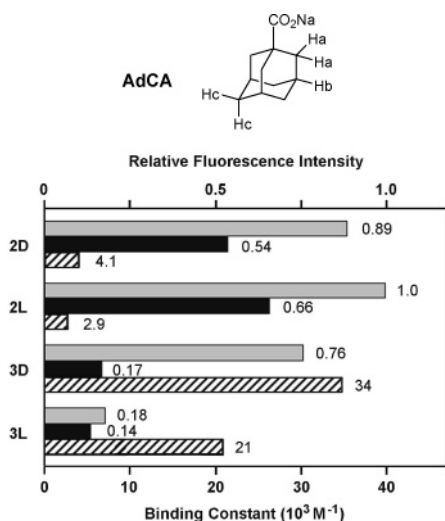 CO₂Na
Ha
AdCA
Ha
Hb
Hc
Hc
Relative Fluorescence Intensity
0 0.5 1.0
2D 0.89
0.54
4.1
2L 1.0
0.66
2.9
3D 0.76
0.17
34
3L 0.18
0.14
21
0 10 20 30 40
Binding Constant (10³ M⁻¹)